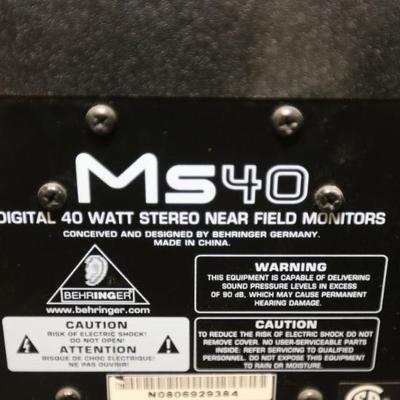 Ms40
DIGITAL 40 WATT STEREO NEAR FIELD MONITORS
CONCEIVED AND DESIGNED BY BEHRINGER GERMANY.
MADE IN CHINA.
BEHRINGER
www.behringer.com
WARNING
THIS EQUIPMENT IS CAPABLE OF DELIVERING
SOUND PRESSURE LEVELS IN EXCESS
OF 90 dB, WHICH MAY CAUSE PERMANENT
HEARING DAMAGE.
CAUTION
RISK OF ELECTRIC SHOCK!
DO NOT OPEN!
ATTENTION
RISQUE DE CHOC ELECTRIQUE!
NE PAS OUVRIR!
CAUTION
TO REDUCE THE RISK OF ELECTRIC SHOCK DO NOT
REMOVE COVER. NO USER-SERVICEABLE PARTS
INSIDE: REFER SERVICING TO QUALIFIED
PERSONNEL. DO NOT EXPOSE THIS EQUIPMENT
TO RAIN OR MOISTURE.
N0806929384